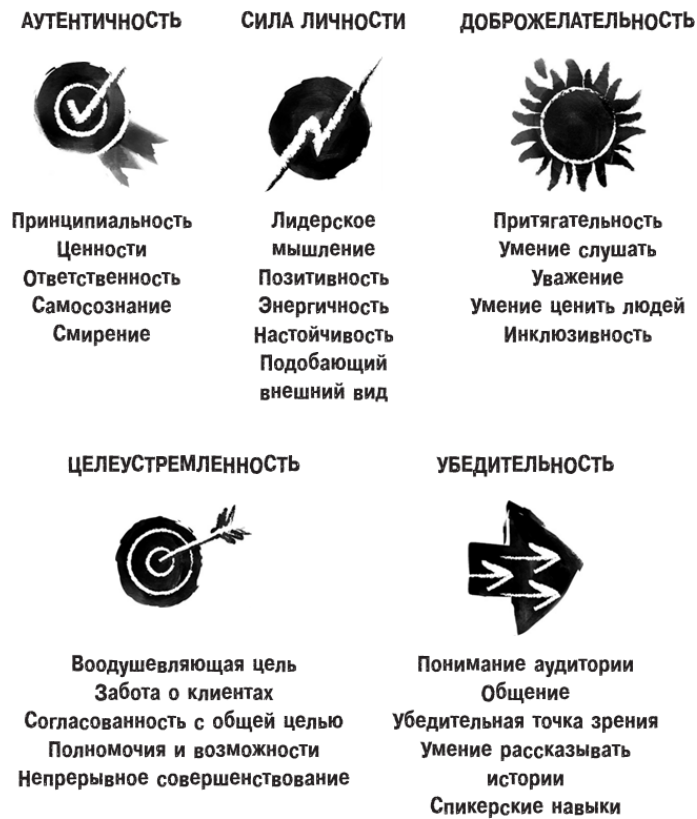 АУТЕНТИЧНОСТЬ
Принципиальность
Ценности
Ответственность
Самосознание
Смирение
СИЛА ЛИЧНОСТИ
Лидерское
мышление
Позитивность
Энергичность
Настойчивость
Подобающий
внешний вид
ДОБРОЖЕЛАТЕЛЬНОСТЬ
Притягательность
Умение слушать
Уважение
Умение ценить людей
Инклюзивность
ЦЕЛЕУСТРЕМЛЕННОСТЬ
Воодушевляющая цель
Забота о клиентах
Согласованность с общей целью
Полномочия и возможности
Непрерывное совершенствование
УБЕДИТЕЛЬНОСТЬ
Понимание аудитории
Общение
Убедительная точка зрения
Умение рассказывать
истории
Спикерские навыки